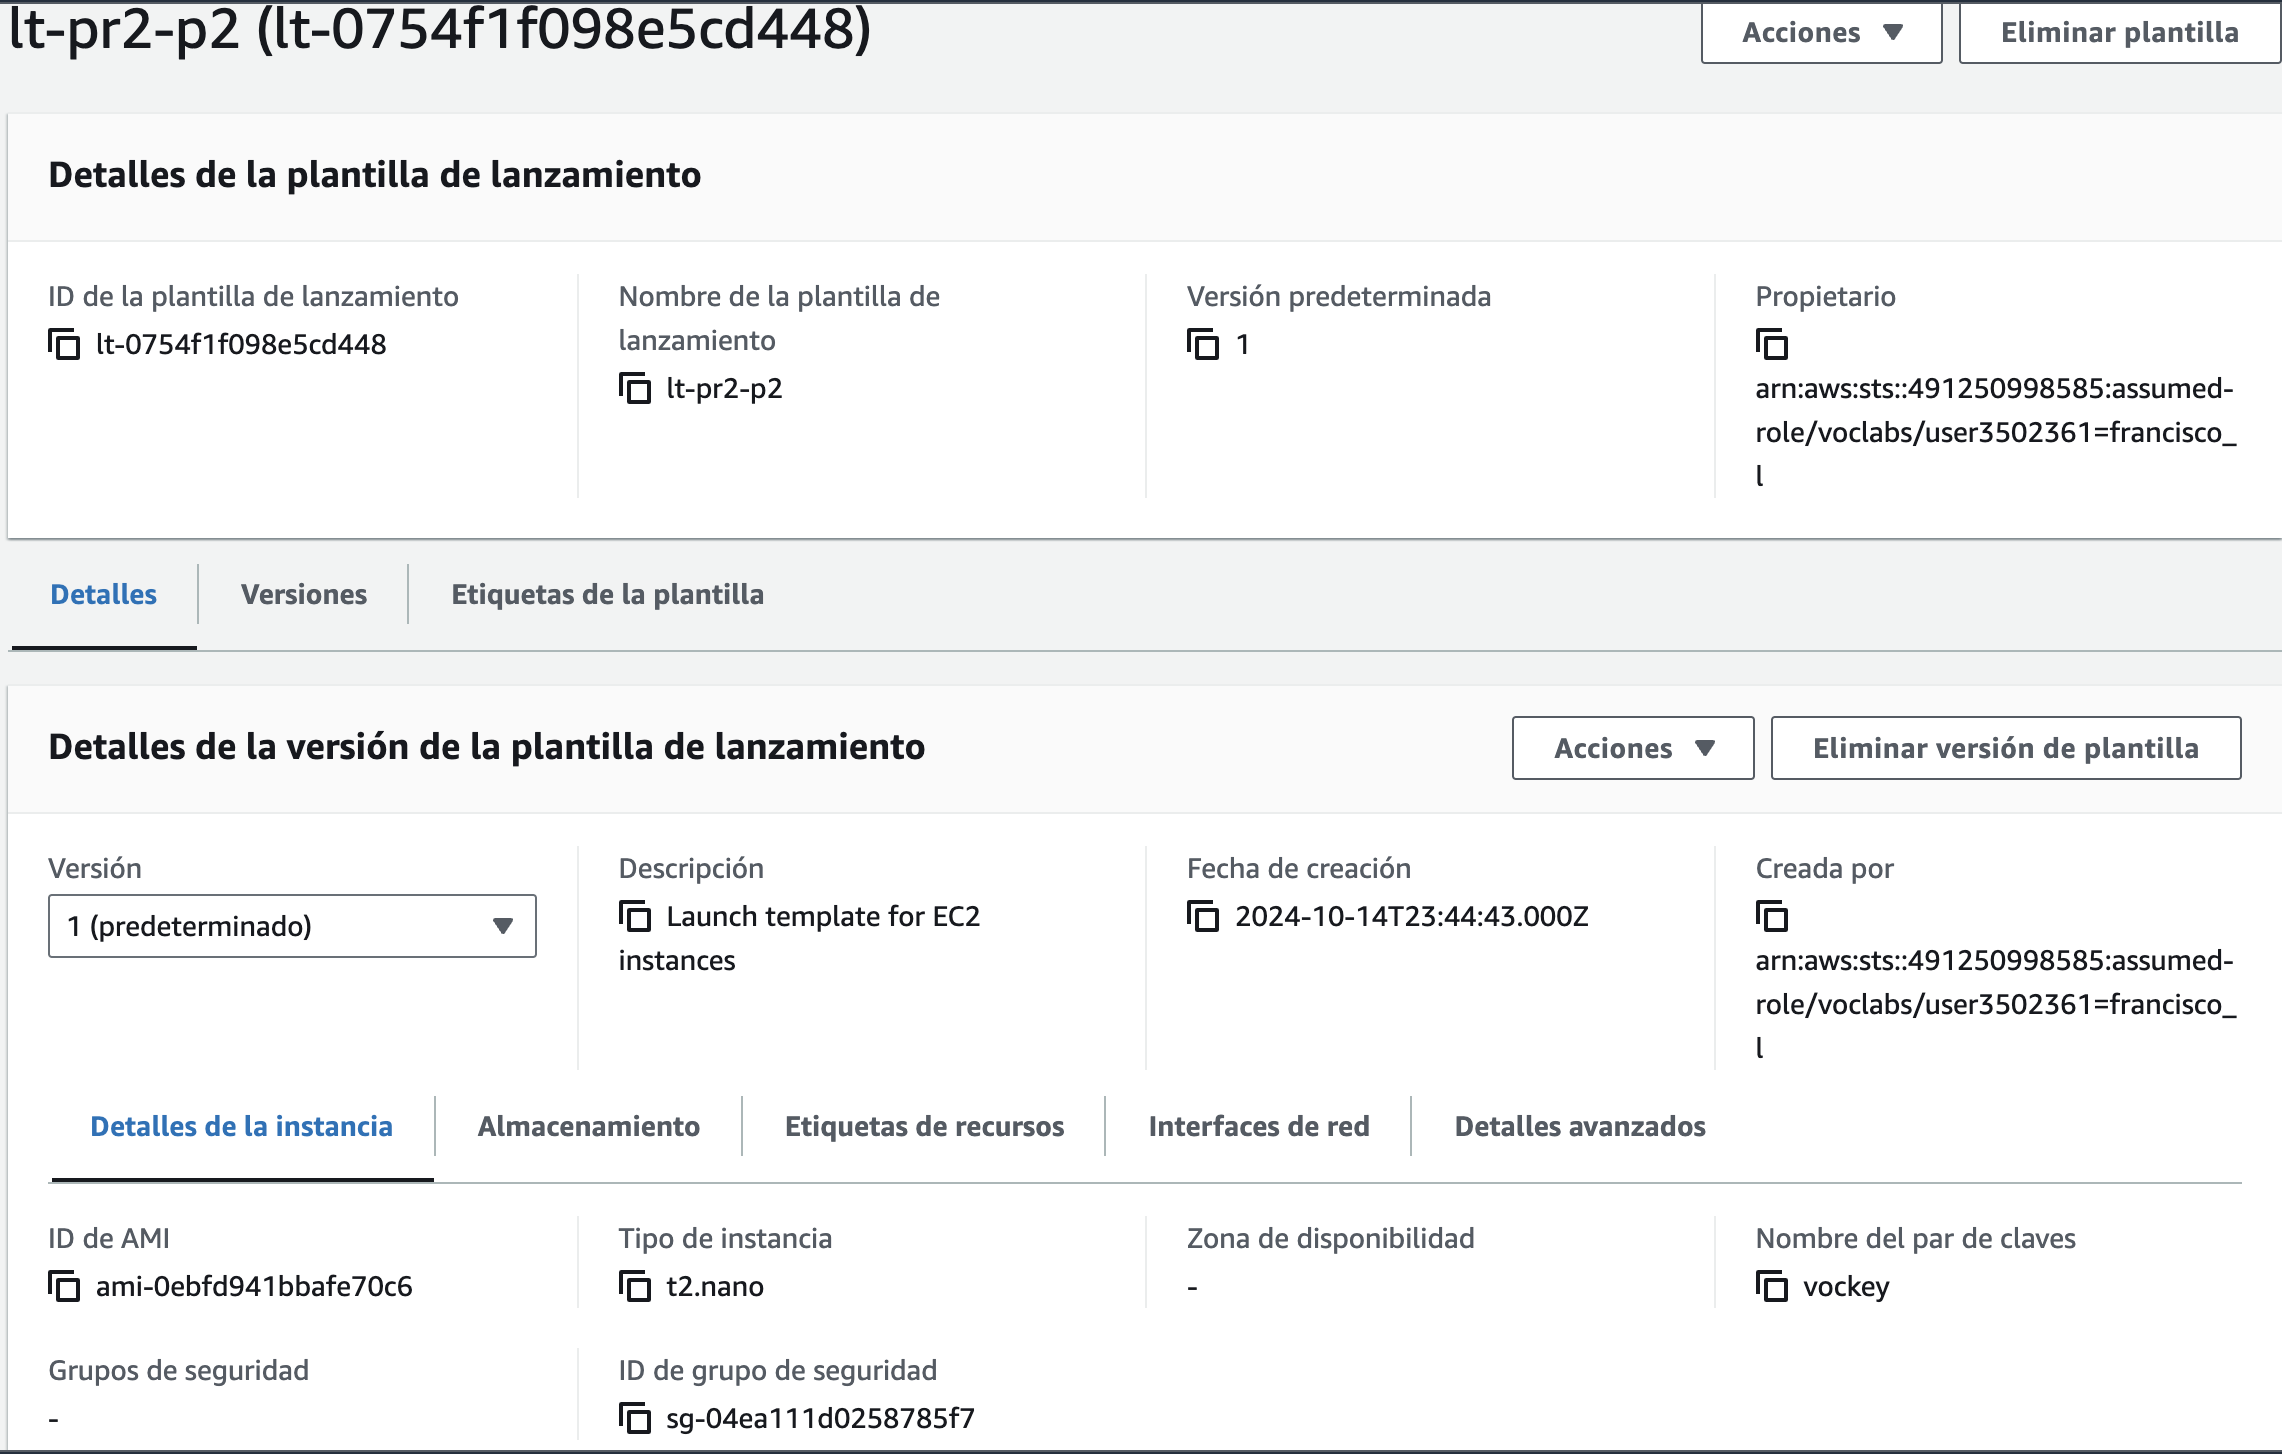 lt-pr2-p2 (lt-0754f1f098e5cd448)
Acciones
Eliminar plantilla
Detalles de la plantilla de lanzamiento
ID de la plantilla de lanzamiento
lt-0754f1f098e5cd448
Nombre de la plantilla de
lanzamiento
lt-pr2-p2
Versión predeterminada
1
Propietario
arn:aws:sts::491250998585:assumed-
role/voclabs/user3502361=francisco_
l
Detalles
Versiones
Etiquetas de la plantilla
Detalles de la versión de la plantilla de lanzamiento
Acciones
Eliminar versión de plantilla
Versión
1 (predeterminado)
Descripción
Launch template for EC2
instances
Fecha de creación
2024-10-14T23:44:43.000Z
Creada por
arn:aws:sts::491250998585:assumed-
role/voclabs/user3502361=francisco_
l
Detalles de la instancia
Almacenamiento
Etiquetas de recursos
Interfaces de red
Detalles avanzados
ID de AMI
ami-0ebfd941bbafe70c6
Tipo de instancia
t2.nano
Zona de disponibilidad
-
Nombre del par de claves
vockey
Grupos de seguridad
-
ID de grupo de seguridad
sg-04ea111d0258785f7